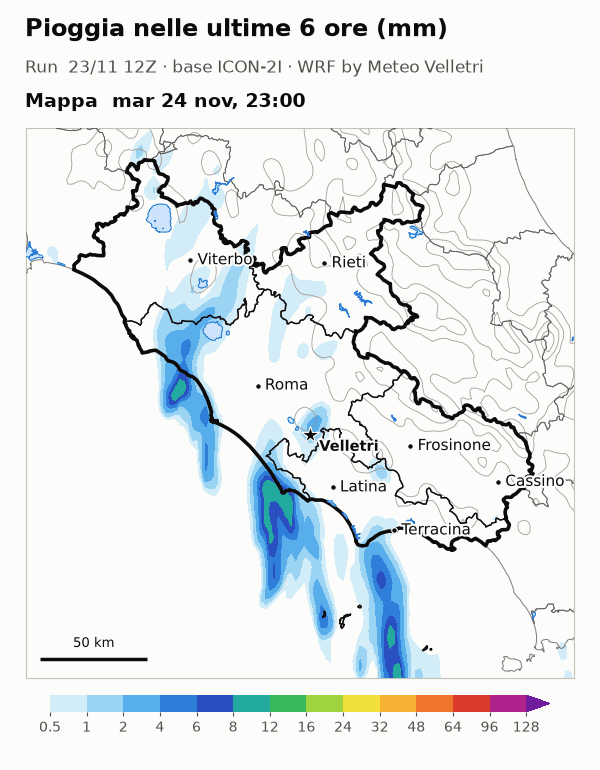 Pioggia nelle ultime 6 ore (mm)
Run  23/11 12Z · base ICON-2I · WRF by Meteo Velletri
Mappa  mar 24 nov, 23:00
Viterbo
Rieti
Roma
Velletri
Frosinone
Cassino
Latina
Terracina
50 km
0.5 1 2 4 6 8 12 16 24 32 48 64 96 128